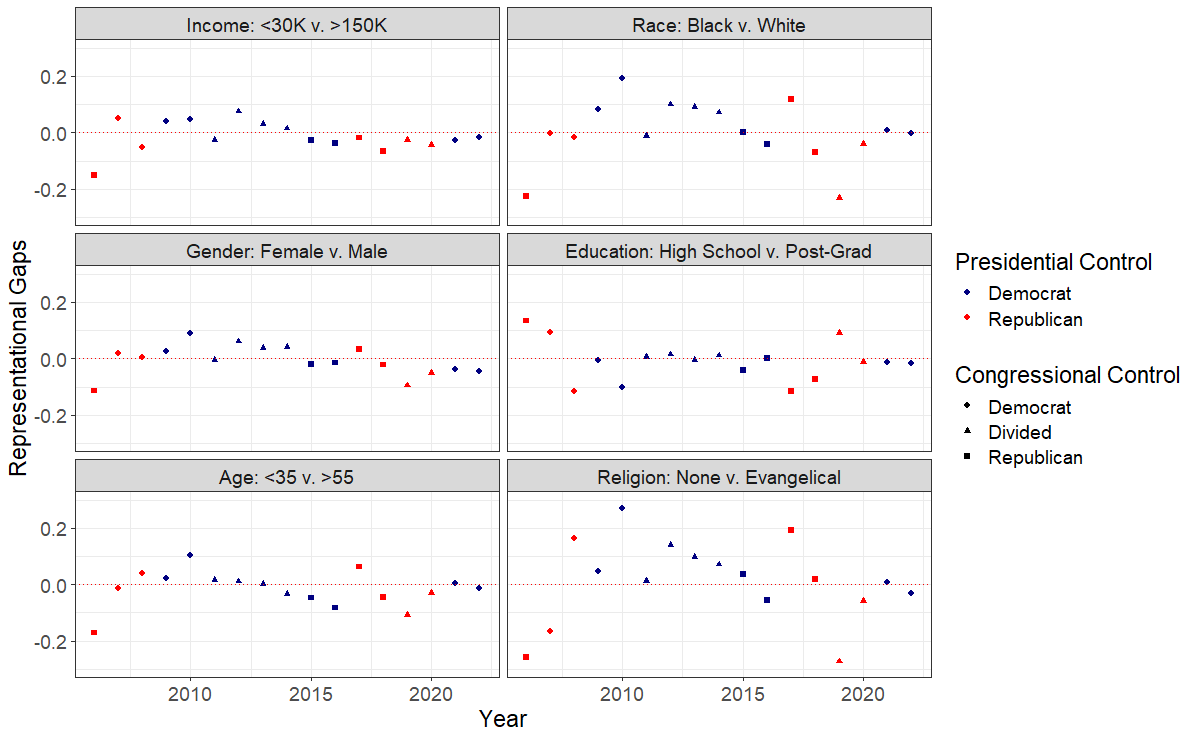 Income: <30K v. >150K
Race: Black v. White
0.2
0.0
-0.2
Gender: Female v. Male
Education: High School v. Post-Grad
0.2
0.0
-0.2
Age: <35 v. >55
Religion: None v. Evangelical
0.2
0.0
-0.2
2010 2015 2020
2010 2015 2020
Year
Representational Gaps
Presidential Control
Democrat
Republican
Congressional Control
Democrat
Divided
Republican